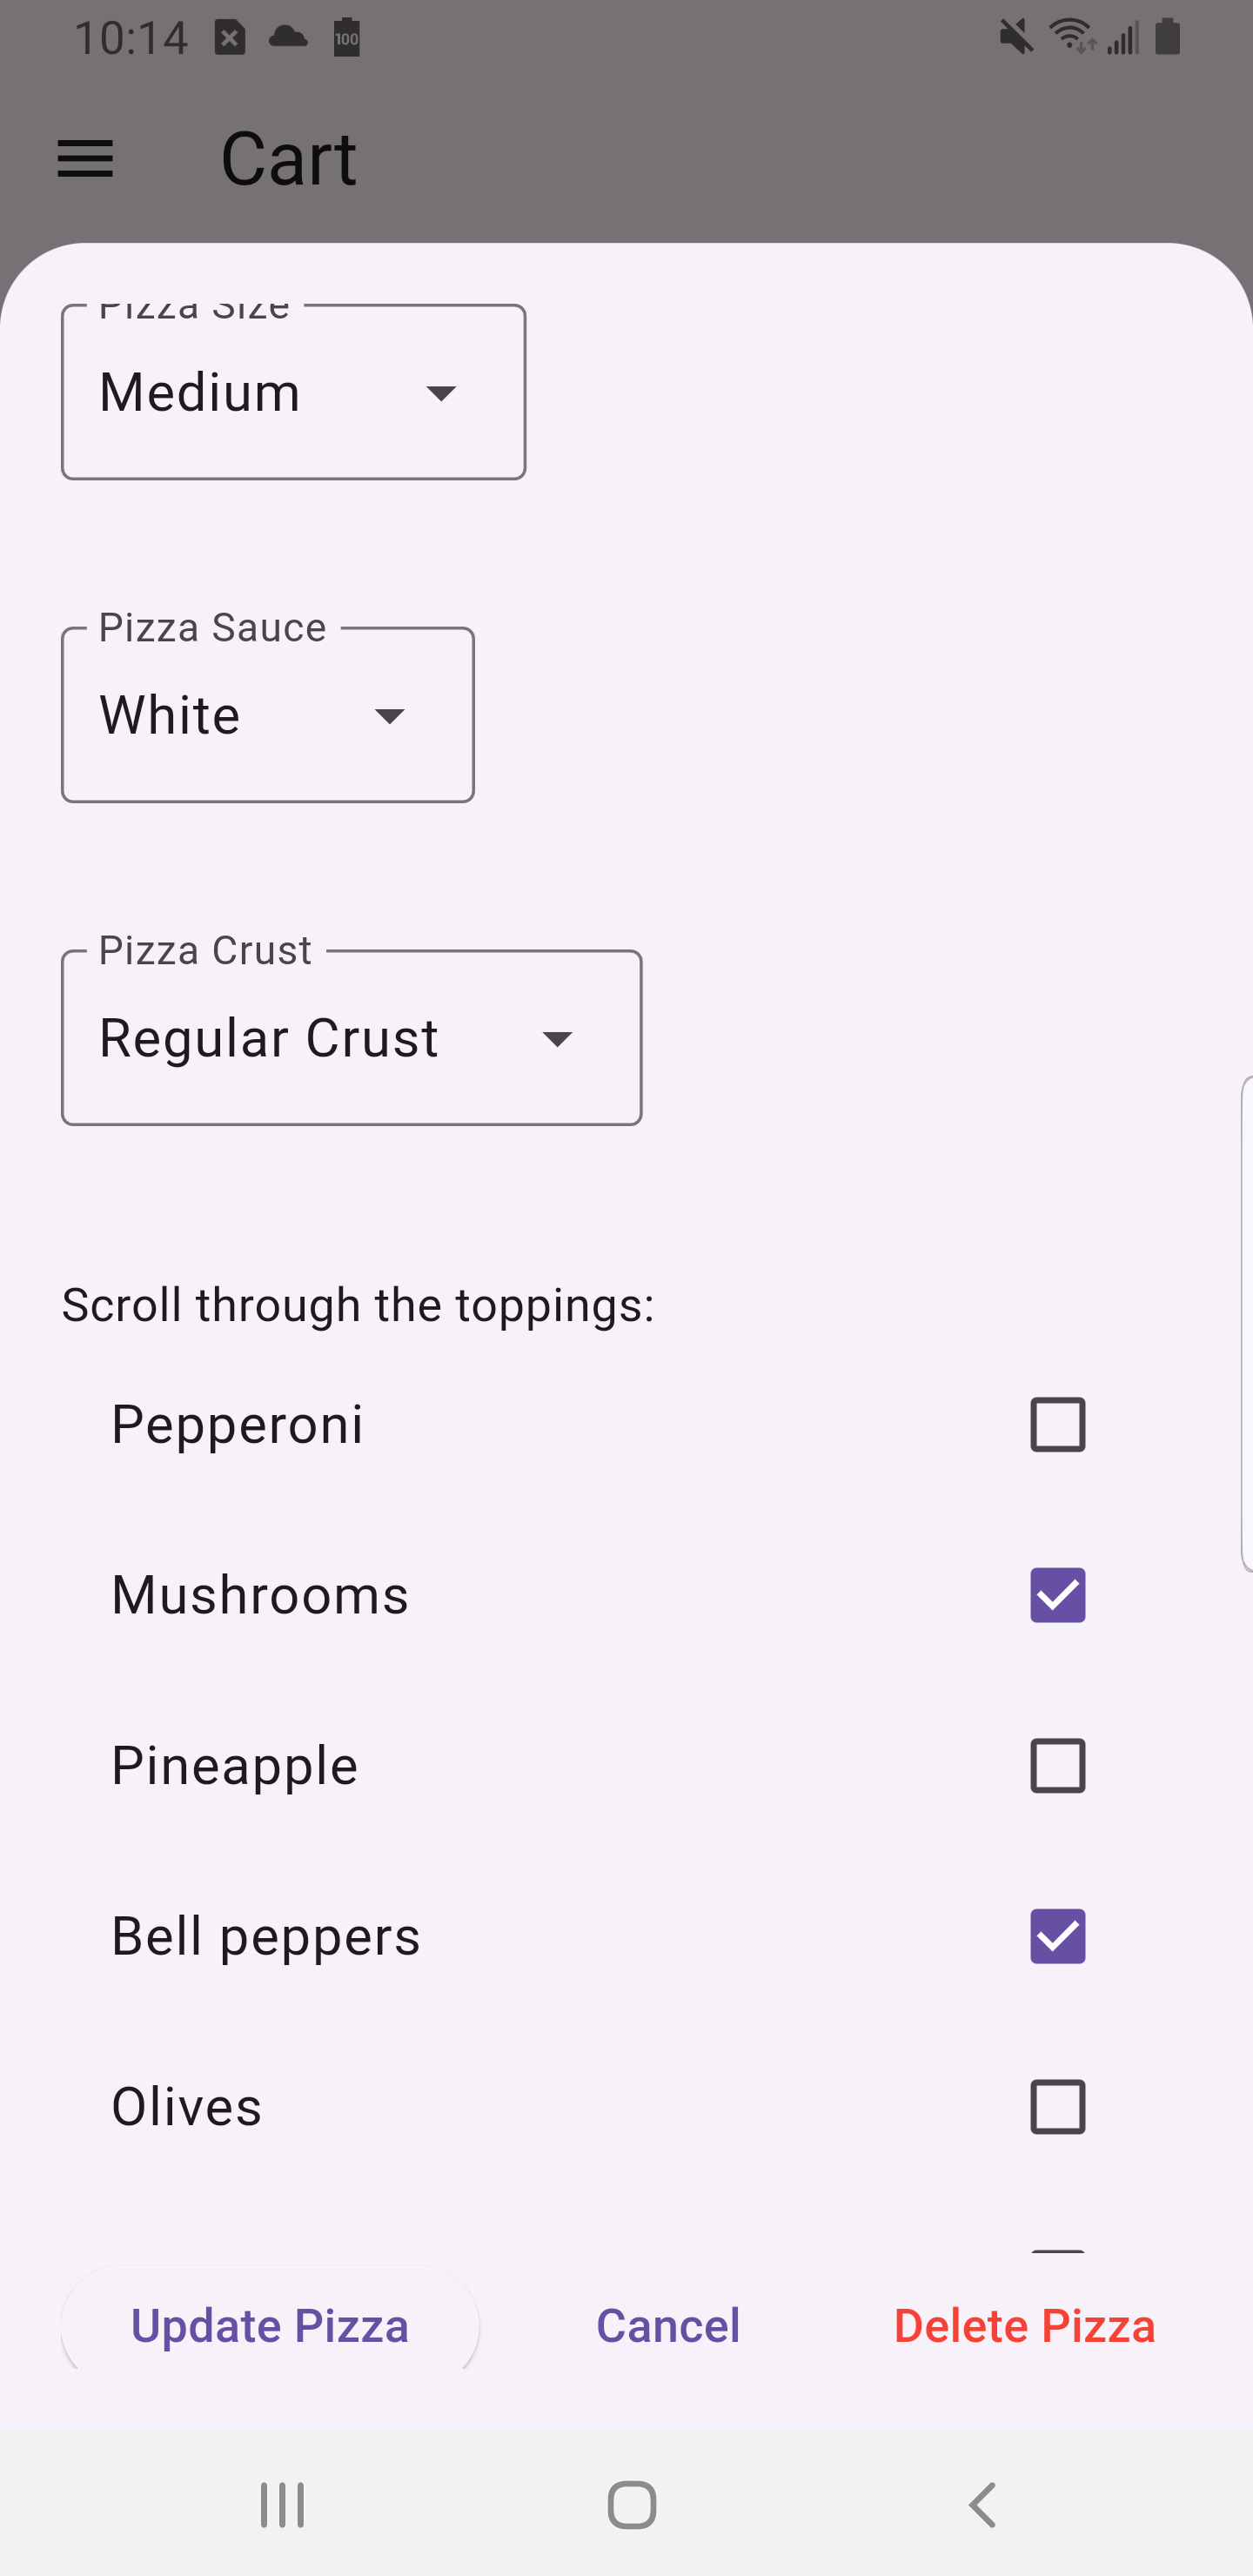 10:14
100
Cart
Pizza Size
Medium
Pizza Sauce
White
Pizza Crust
Regular Crust
Scroll through the toppings:
Pepperoni
Mushrooms
Pineapple
Bell peppers
Olives
Update Pizza
Cancel
Delete Pizza